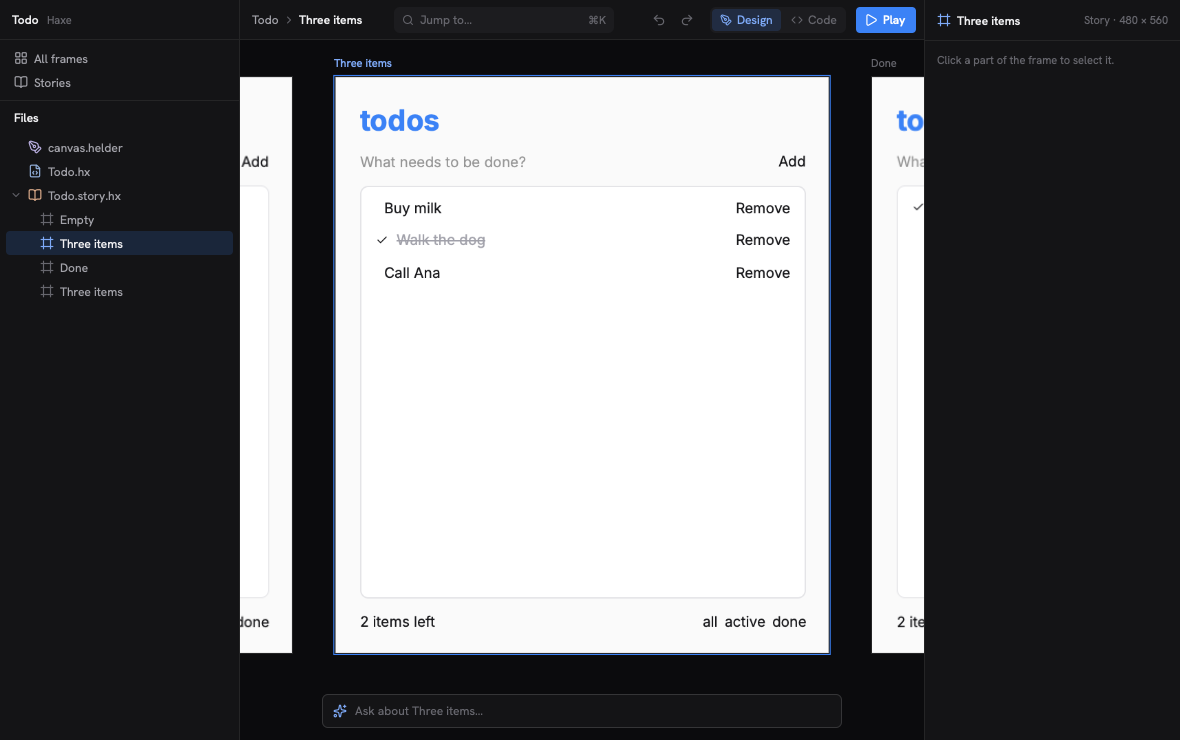 Todo Haxe
Todo > Three items
Jump to... ⌘K
Design
Code
Play
Three items
Story · 480 × 560
All frames
Stories
Files
canvas.helder
Todo.hx
Todo.story.hx
Empty
Three items
Done
Three items
Add
done
Three items
todos
What needs to be done? Add
Buy milk Remove
✓ Walk the dog Remove
Call Ana Remove
2 items left all active done
Done
to
Wha
✓
2 ite
Ask about Three items...
Click a part of the frame to select it.